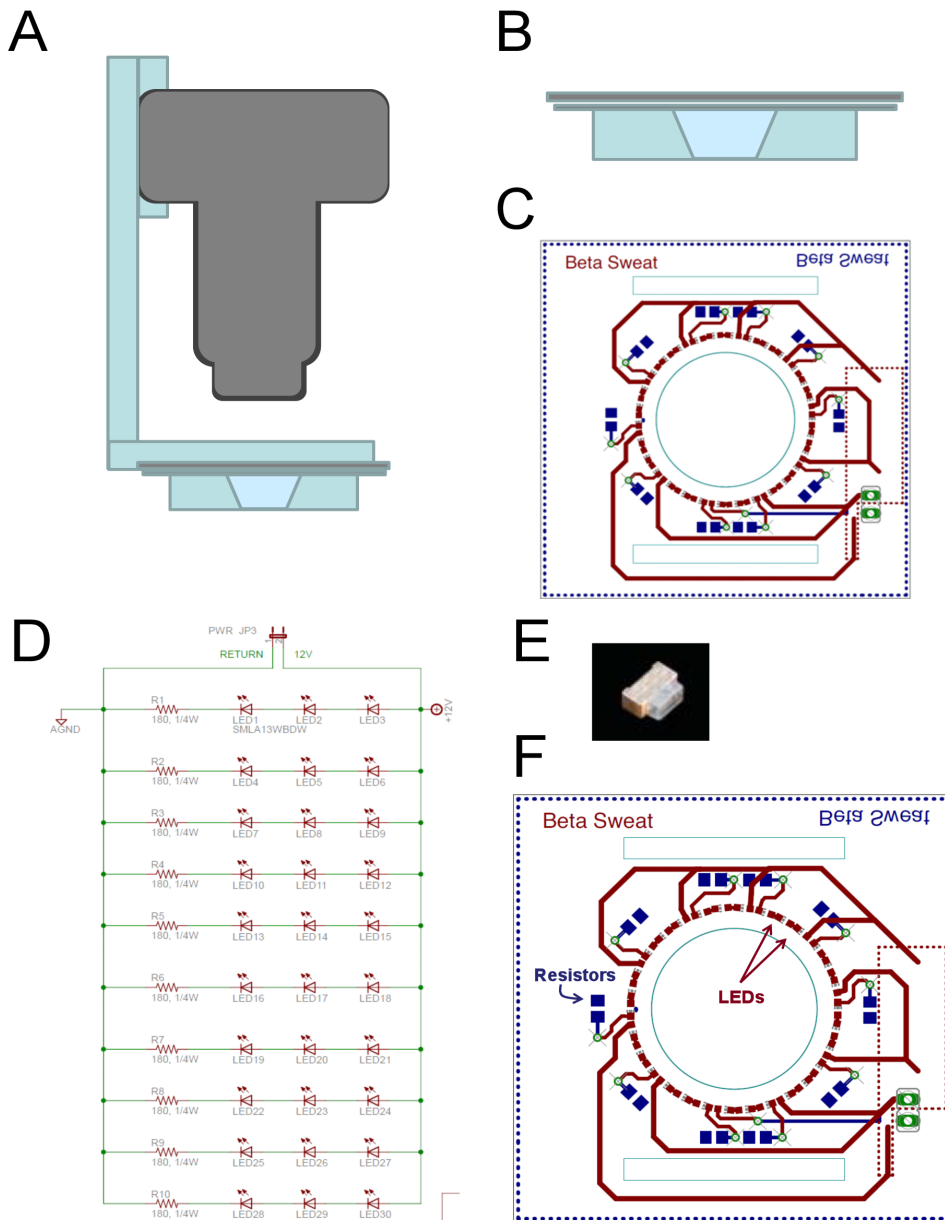 A
B
C
Beta Sweat
Beta Sweat
D
PWR JP3
1 2
RETURN 12V
R1
180, 1/4W
LED1 LED2 LED3
SMLA13WBDW
AGND
+12V
R2
180, 1/4W
LED4 LED5 LED6
R3
180, 1/4W
LED7 LED8 LED9
R4
180, 1/4W
LED10 LED11 LED12
R5
180, 1/4W
LED13 LED14 LED15
R6
180, 1/4W
LED16 LED17 LED18
R7
180, 1/4W
LED19 LED20 LED21
R8
180, 1/4W
LED22 LED23 LED24
R9
180, 1/4W
LED25 LED26 LED27
R10
180, 1/4W
LED28 LED29 LED30
E
F
Beta Sweat
Beta Sweat
Resistors
LEDs